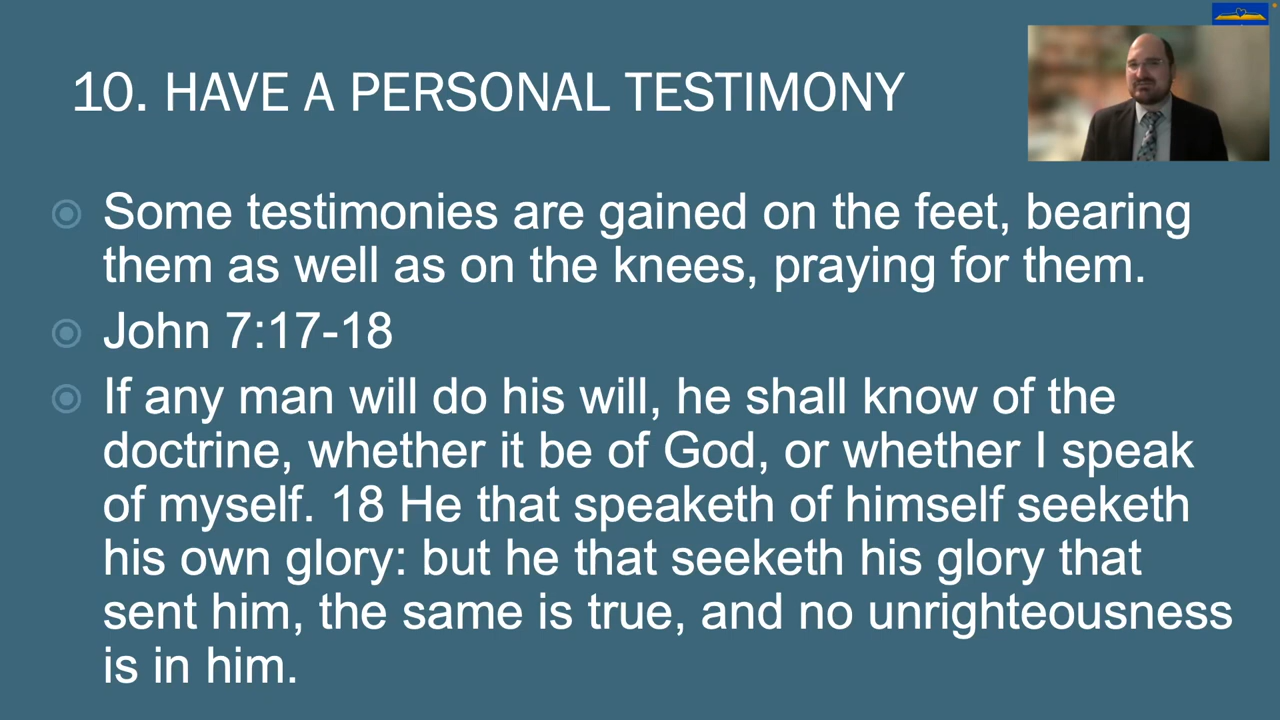 10. HAVE A PERSONAL TESTIMONY
Some testimonies are gained on the feet, bearing
them as well as on the knees, praying for them.
John 7:17-18
If any man will do his will, he shall know of the
doctrine, whether it be of God, or whether I speak
of myself. 18 He that speaketh of himself seeketh
his own glory: but he that seeketh his glory that
sent him, the same is true, and no unrighteousness
is in him.